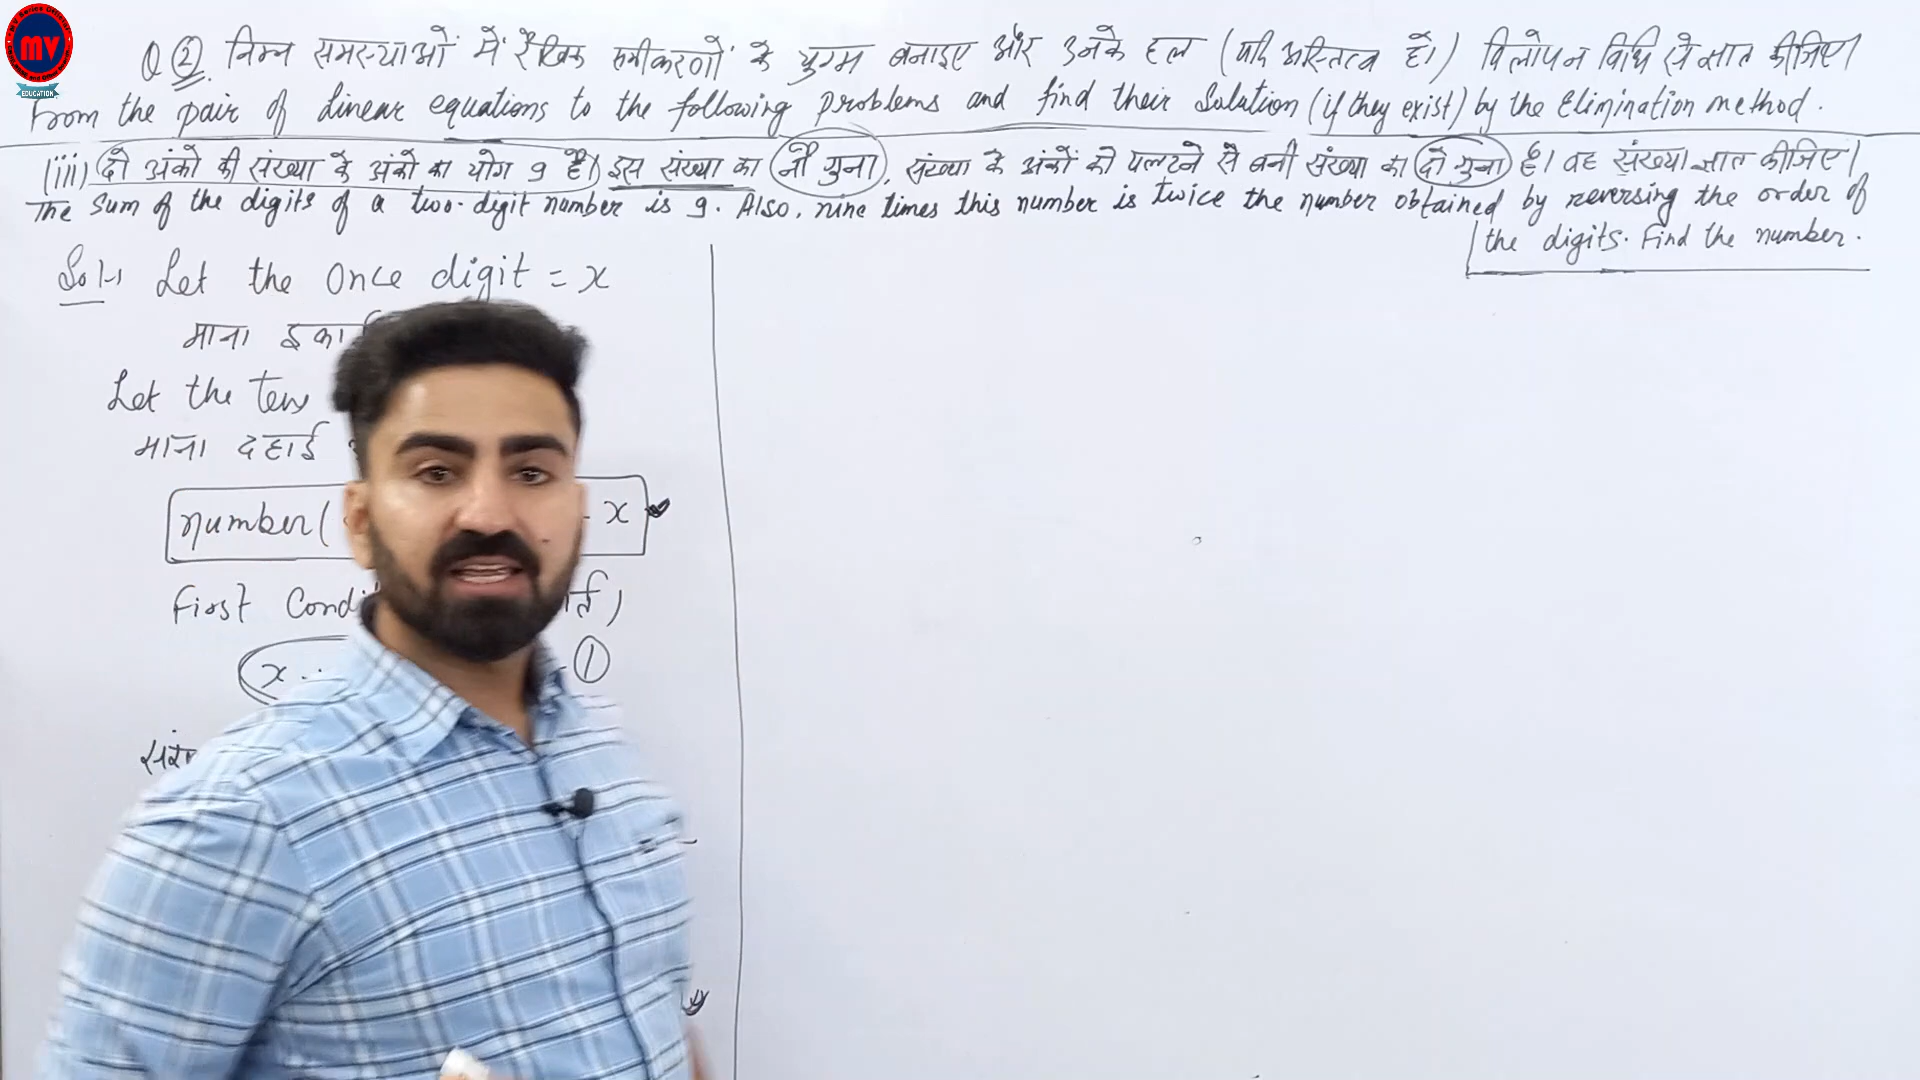 MV
EDUCATION
Q ② निम्न समस्याओं में रैखिक समीकरणों के युग्म बनाइए और उनके हल (यदि अस्तित्व हो) विलोपन विधि से ज्ञात कीजिए।
From the pair of Linear equations to the following problems and find their Solution (if they exist) by the Elimination method.
(iii) दो अंको की संख्या के अंको का योग 9 है। इस संख्या का नौ गुना, संख्या के अंकों को पलटने से बनी संख्या का दो गुना है। वह संख्या ज्ञात कीजिए।
The Sum of the digits of a two-digit number is 9. Also, nine times this number is twice the number obtained by reversing the order of
the digits. Find the number.
Sol- Let the Once digit = x
माना
Let the
माना दहाई
number( x
First
x ①